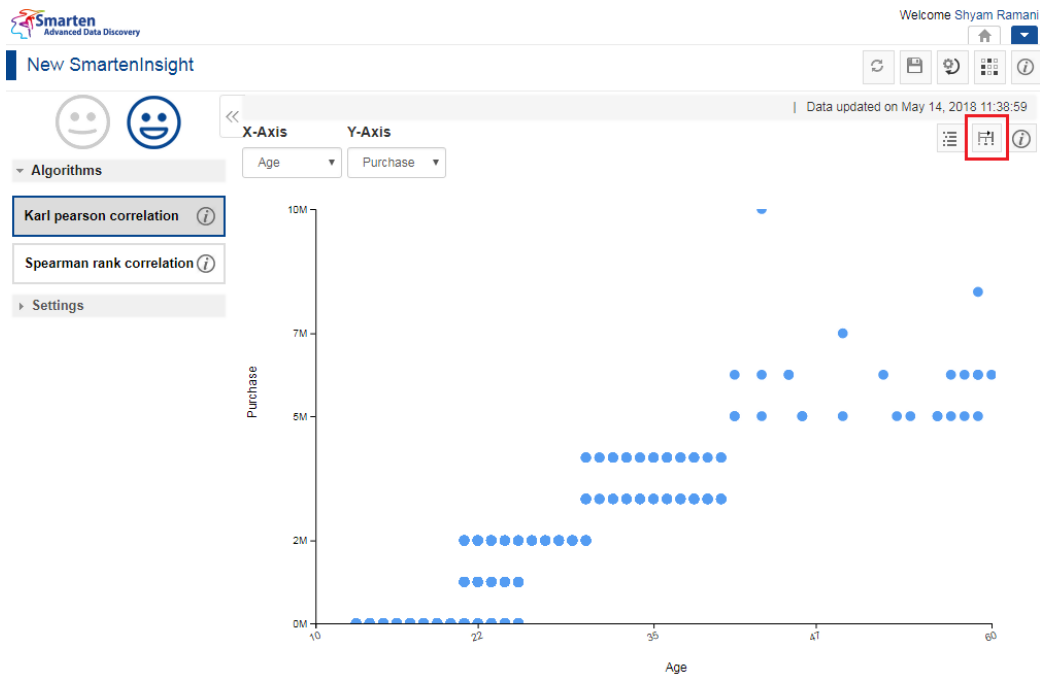 Smarten
Advanced Data Discovery
Welcome Shyam Ramani
New SmartenInsight
| Data updated on May 14, 2018 11:38:59
X-Axis Y-Axis
Age Purchase
Algorithms
Karl pearson correlation
Spearman rank correlation
Settings
10M
7M
5M
2M
0M
Purchase
10 22 35 47 60
Age